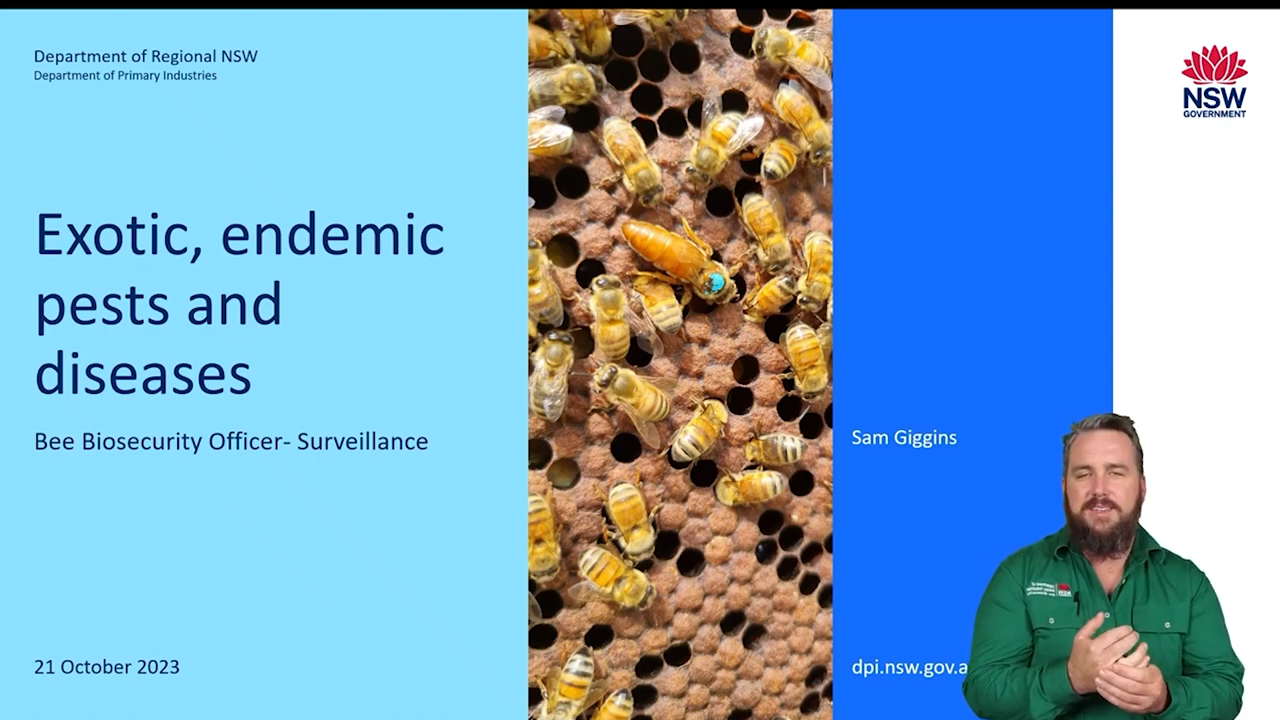 Department of Regional NSW
Department of Primary Industries
NSW
GOVERNMENT
Exotic, endemic
pests and
diseases
Bee Biosecurity Officer- Surveillance
Sam Giggins
21 October 2023
dpi.nsw.gov.a